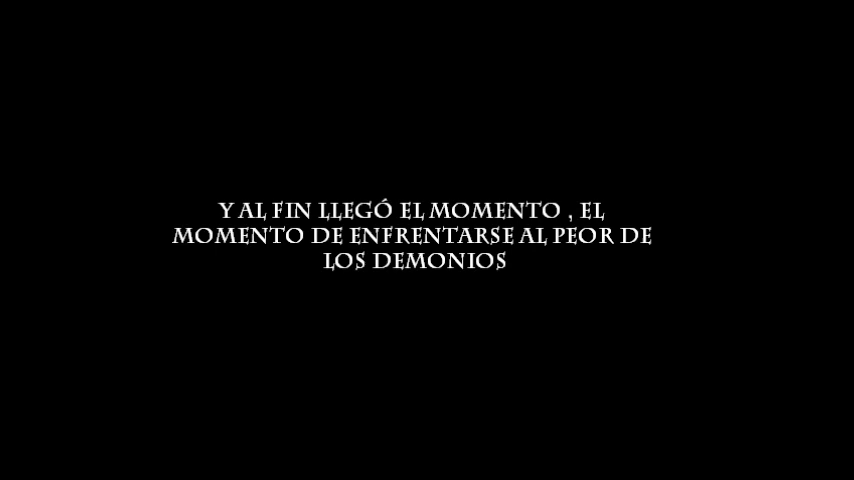 Y AL FIN LLEGÓ EL MOMENTO , EL
MOMENTO DE ENFRENTARSE AL PEOR DE
LOS DEMONIOS